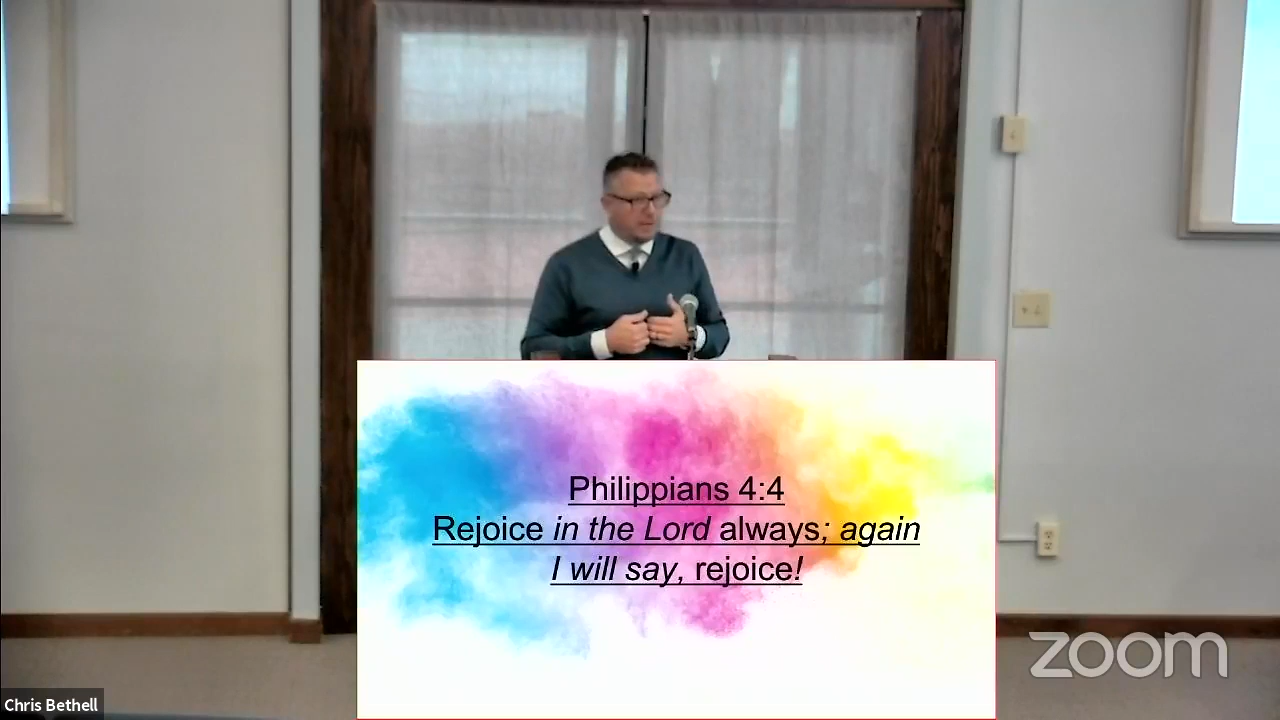 Philippians 4:4
Rejoice in the Lord always; again
I will say, rejoice!
zoom
Chris Bethell